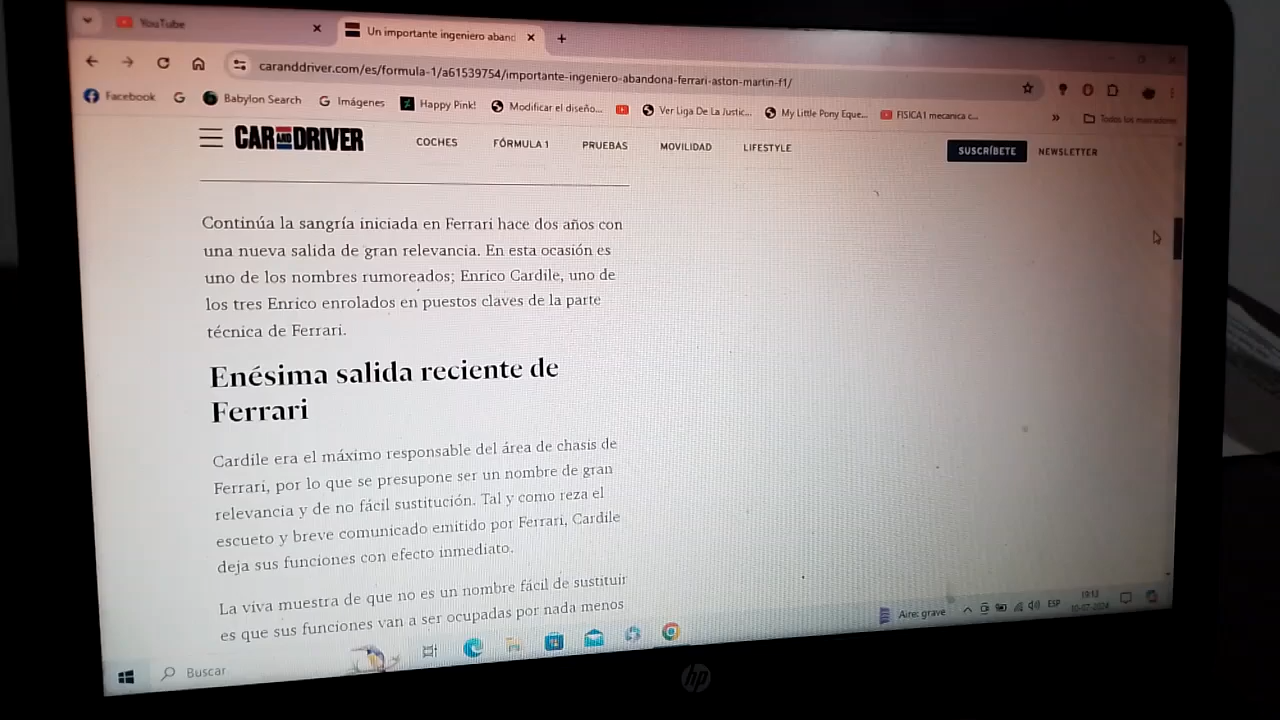 YouTube
Un importante ingeniero aband
caranddriver.com/es/formula-1/a61539754/importante-ingeniero-abandona-ferrari-aston-martin-f1/
Facebook G Babylon Search G Imágenes Happy Pink! Modificar el diseño... Ver Liga De La Justic... My Little Pony Eque... FISICA1 mecanica c... » Todos los marcadores
CAR AND DRIVER COCHES FÓRMULA 1 PRUEBAS MOVILIDAD LIFESTYLE SUSCRÍBETE NEWSLETTER
Continúa la sangría iniciada en Ferrari hace dos años con
una nueva salida de gran relevancia. En esta ocasión es
uno de los nombres rumoreados; Enrico Cardile, uno de
los tres Enrico enrolados en puestos claves de la parte
técnica de Ferrari.
Enésima salida reciente de
Ferrari
Cardile era el máximo responsable del área de chasis de
Ferrari, por lo que se presupone ser un nombre de gran
relevancia y de no fácil sustitución. Tal y como reza el
escueto y breve comunicado emitido por Ferrari, Cardile
deja sus funciones con efecto inmediato.
La viva muestra de que no es un nombre fácil de sustituir
es que sus funciones van a ser ocupadas por nada menos
Buscar
Aire: grave
ESP
10-07-2024
hp